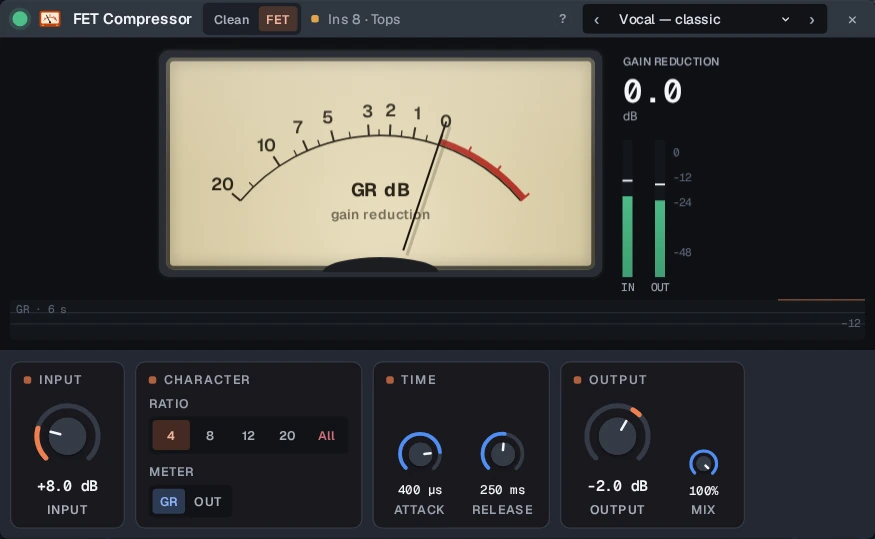 FET Compressor Clean FET Ins 8 · Tops ? ‹ Vocal — classic › ×
GAIN REDUCTION
0.0
dB
20 10 7 5 3 2 1 0
GR dB
gain reduction
0
-12
-24
-48
IN OUT
GR · 6 s
-12
INPUT
+8.0 dB
INPUT
CHARACTER
RATIO
4 8 12 20 All
METER
GR OUT
TIME
400 µs 250 ms
ATTACK RELEASE
OUTPUT
-2.0 dB 100%
OUTPUT MIX